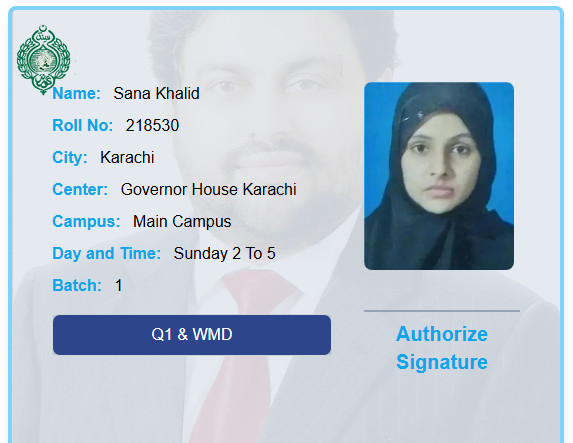 Name: Sana Khalid
Roll No: 218530
City: Karachi
Center: Governor House Karachi
Campus: Main Campus
Day and Time: Sunday 2 To 5
Batch: 1
Q1 & WMD
Authorize
Signature